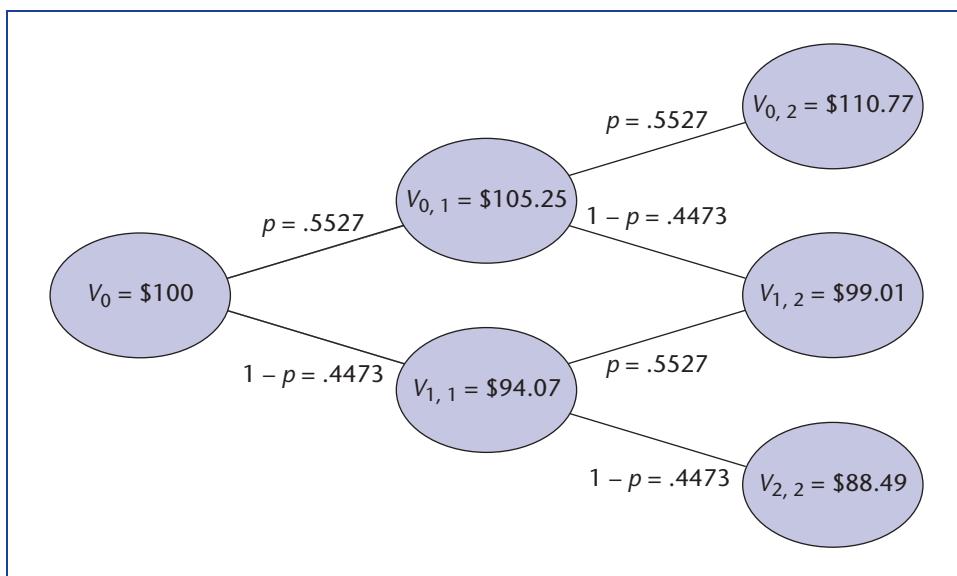 V0, 2 = $110.77
p = .5527
V0, 1 = $105.25
1 – p = .4473
p = .5527
V0 = $100
V1, 2 = $99.01
p = .5527
1 – p = .4473
V1, 1 = $94.07
1 – p = .4473
V2, 2 = $88.49